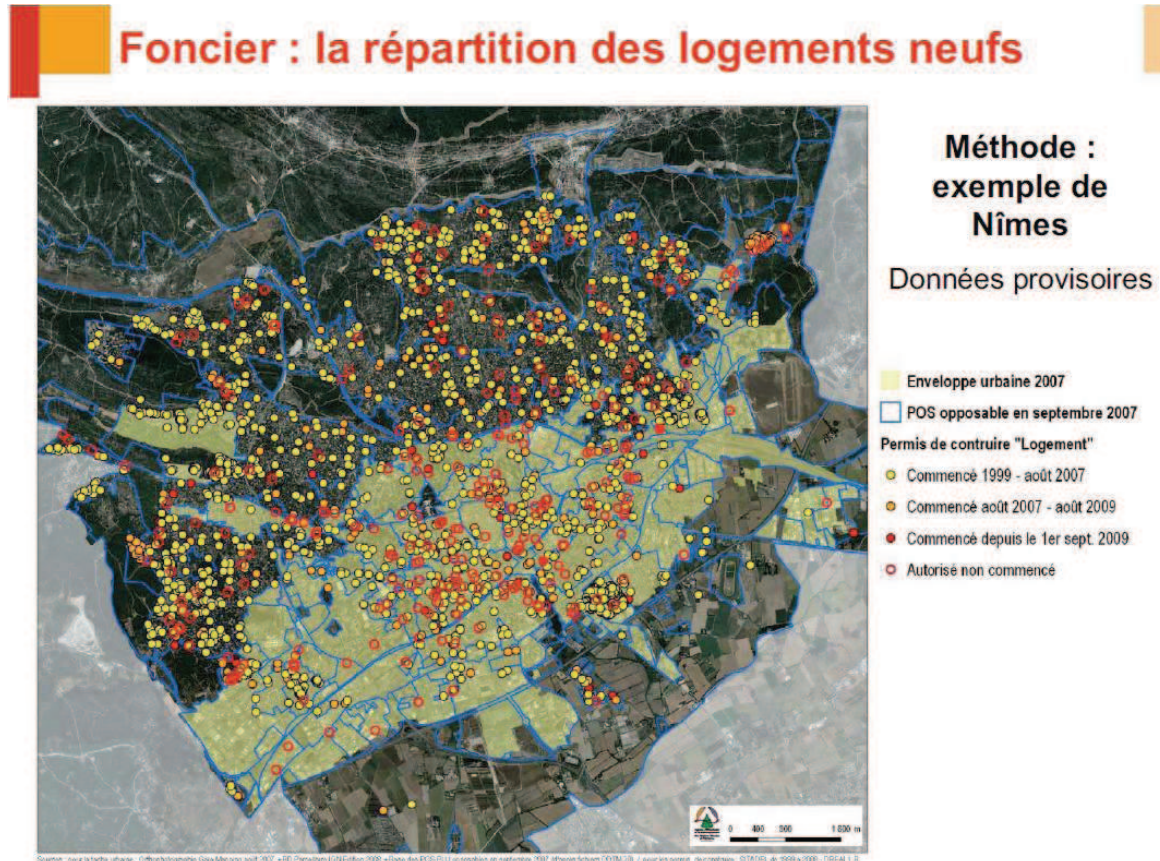 Foncier : la répartition des logements neufs
Méthode :
exemple de
Nîmes
Données provisoires
Enveloppe urbaine 2007
POS opposable en septembre 2007
Permis de contruire "Logement"
Commencé 1999 - août 2007
Commencé août 2007 - août 2009
Commencé depuis le 1er sept. 2009
Autorisé non commencé
0 400 800 1 600 m